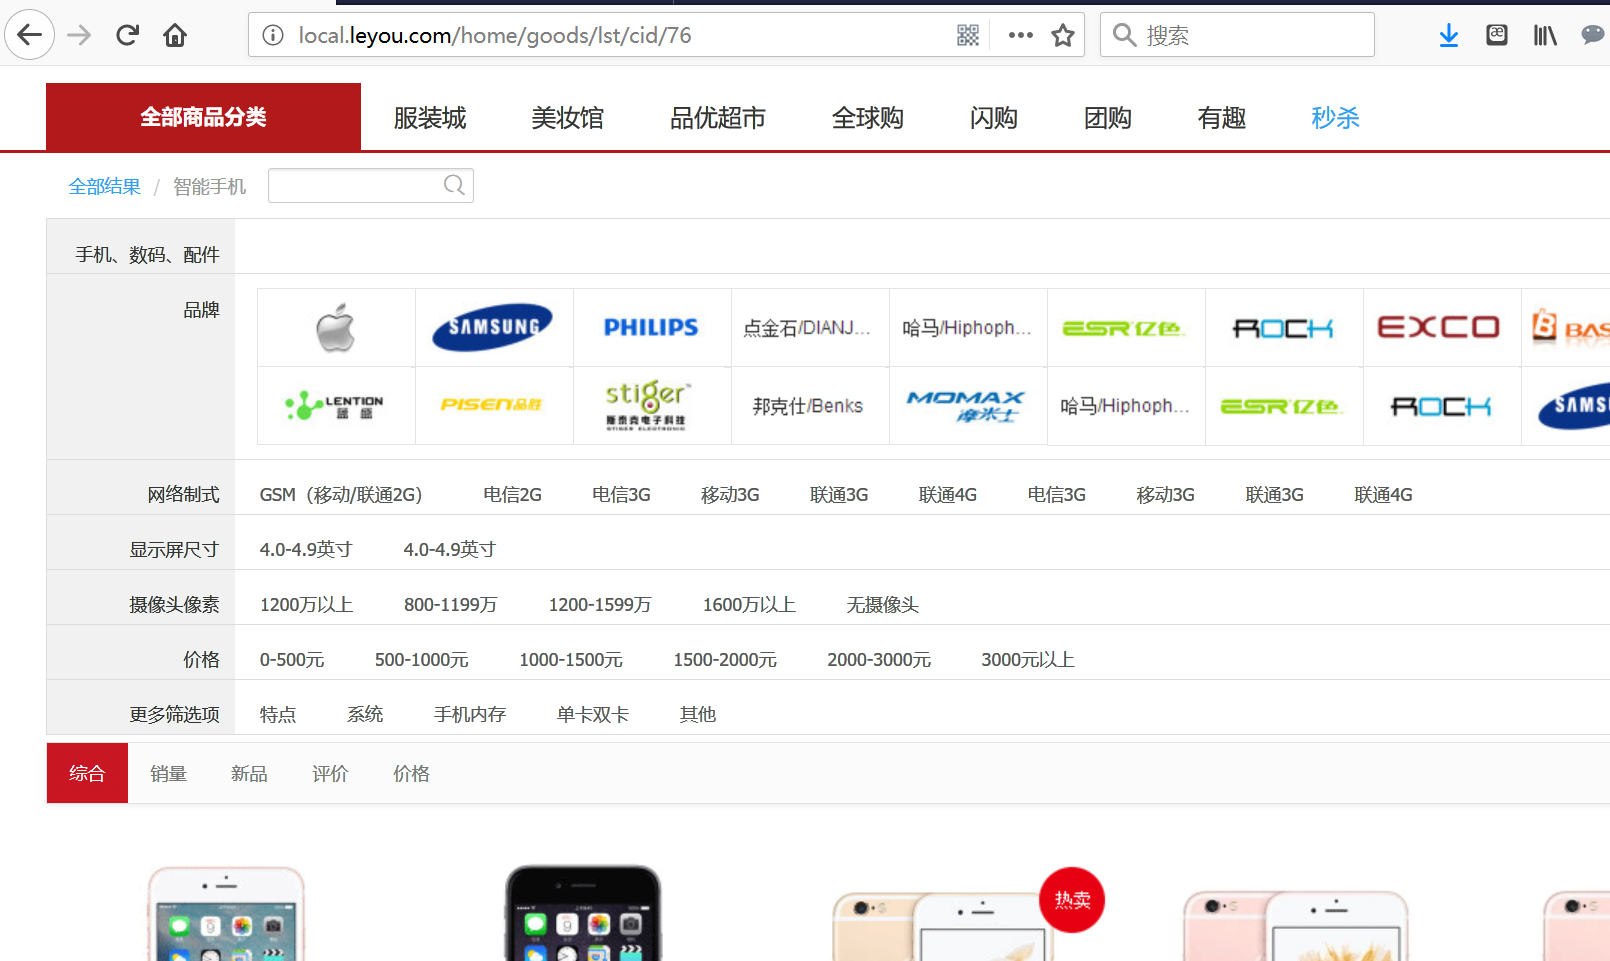 local.leyou.com/home/goods/lst/cid/76 搜索
全部商品分类 服装城 美妆馆 品优超市 全球购 闪购 团购 有趣 秒杀
全部结果 / 智能手机
手机、数码、配件
品牌
SAMSUNG PHILIPS 点金石/DIANJ... 哈马/Hiphoph... ESR亿色 ROCK EXCO BAS
LENTION 蓝盛 PISEN品胜 stiger 斯泰克电子科技 STIGER ELECTRONIC 邦克仕/Benks MOMAX 摩米士 哈马/Hiphoph... ESR亿色 ROCK SAMS
网络制式 GSM（移动/联通2G） 电信2G 电信3G 移动3G 联通3G 联通4G 电信3G 移动3G 联通3G 联通4G
显示屏尺寸 4.0-4.9英寸 4.0-4.9英寸
摄像头像素 1200万以上 800-1199万 1200-1599万 1600万以上 无摄像头
价格 0-500元 500-1000元 1000-1500元 1500-2000元 2000-3000元 3000元以上
更多筛选项 特点 系统 手机内存 单卡双卡 其他
综合 销量 新品 评价 价格
热卖